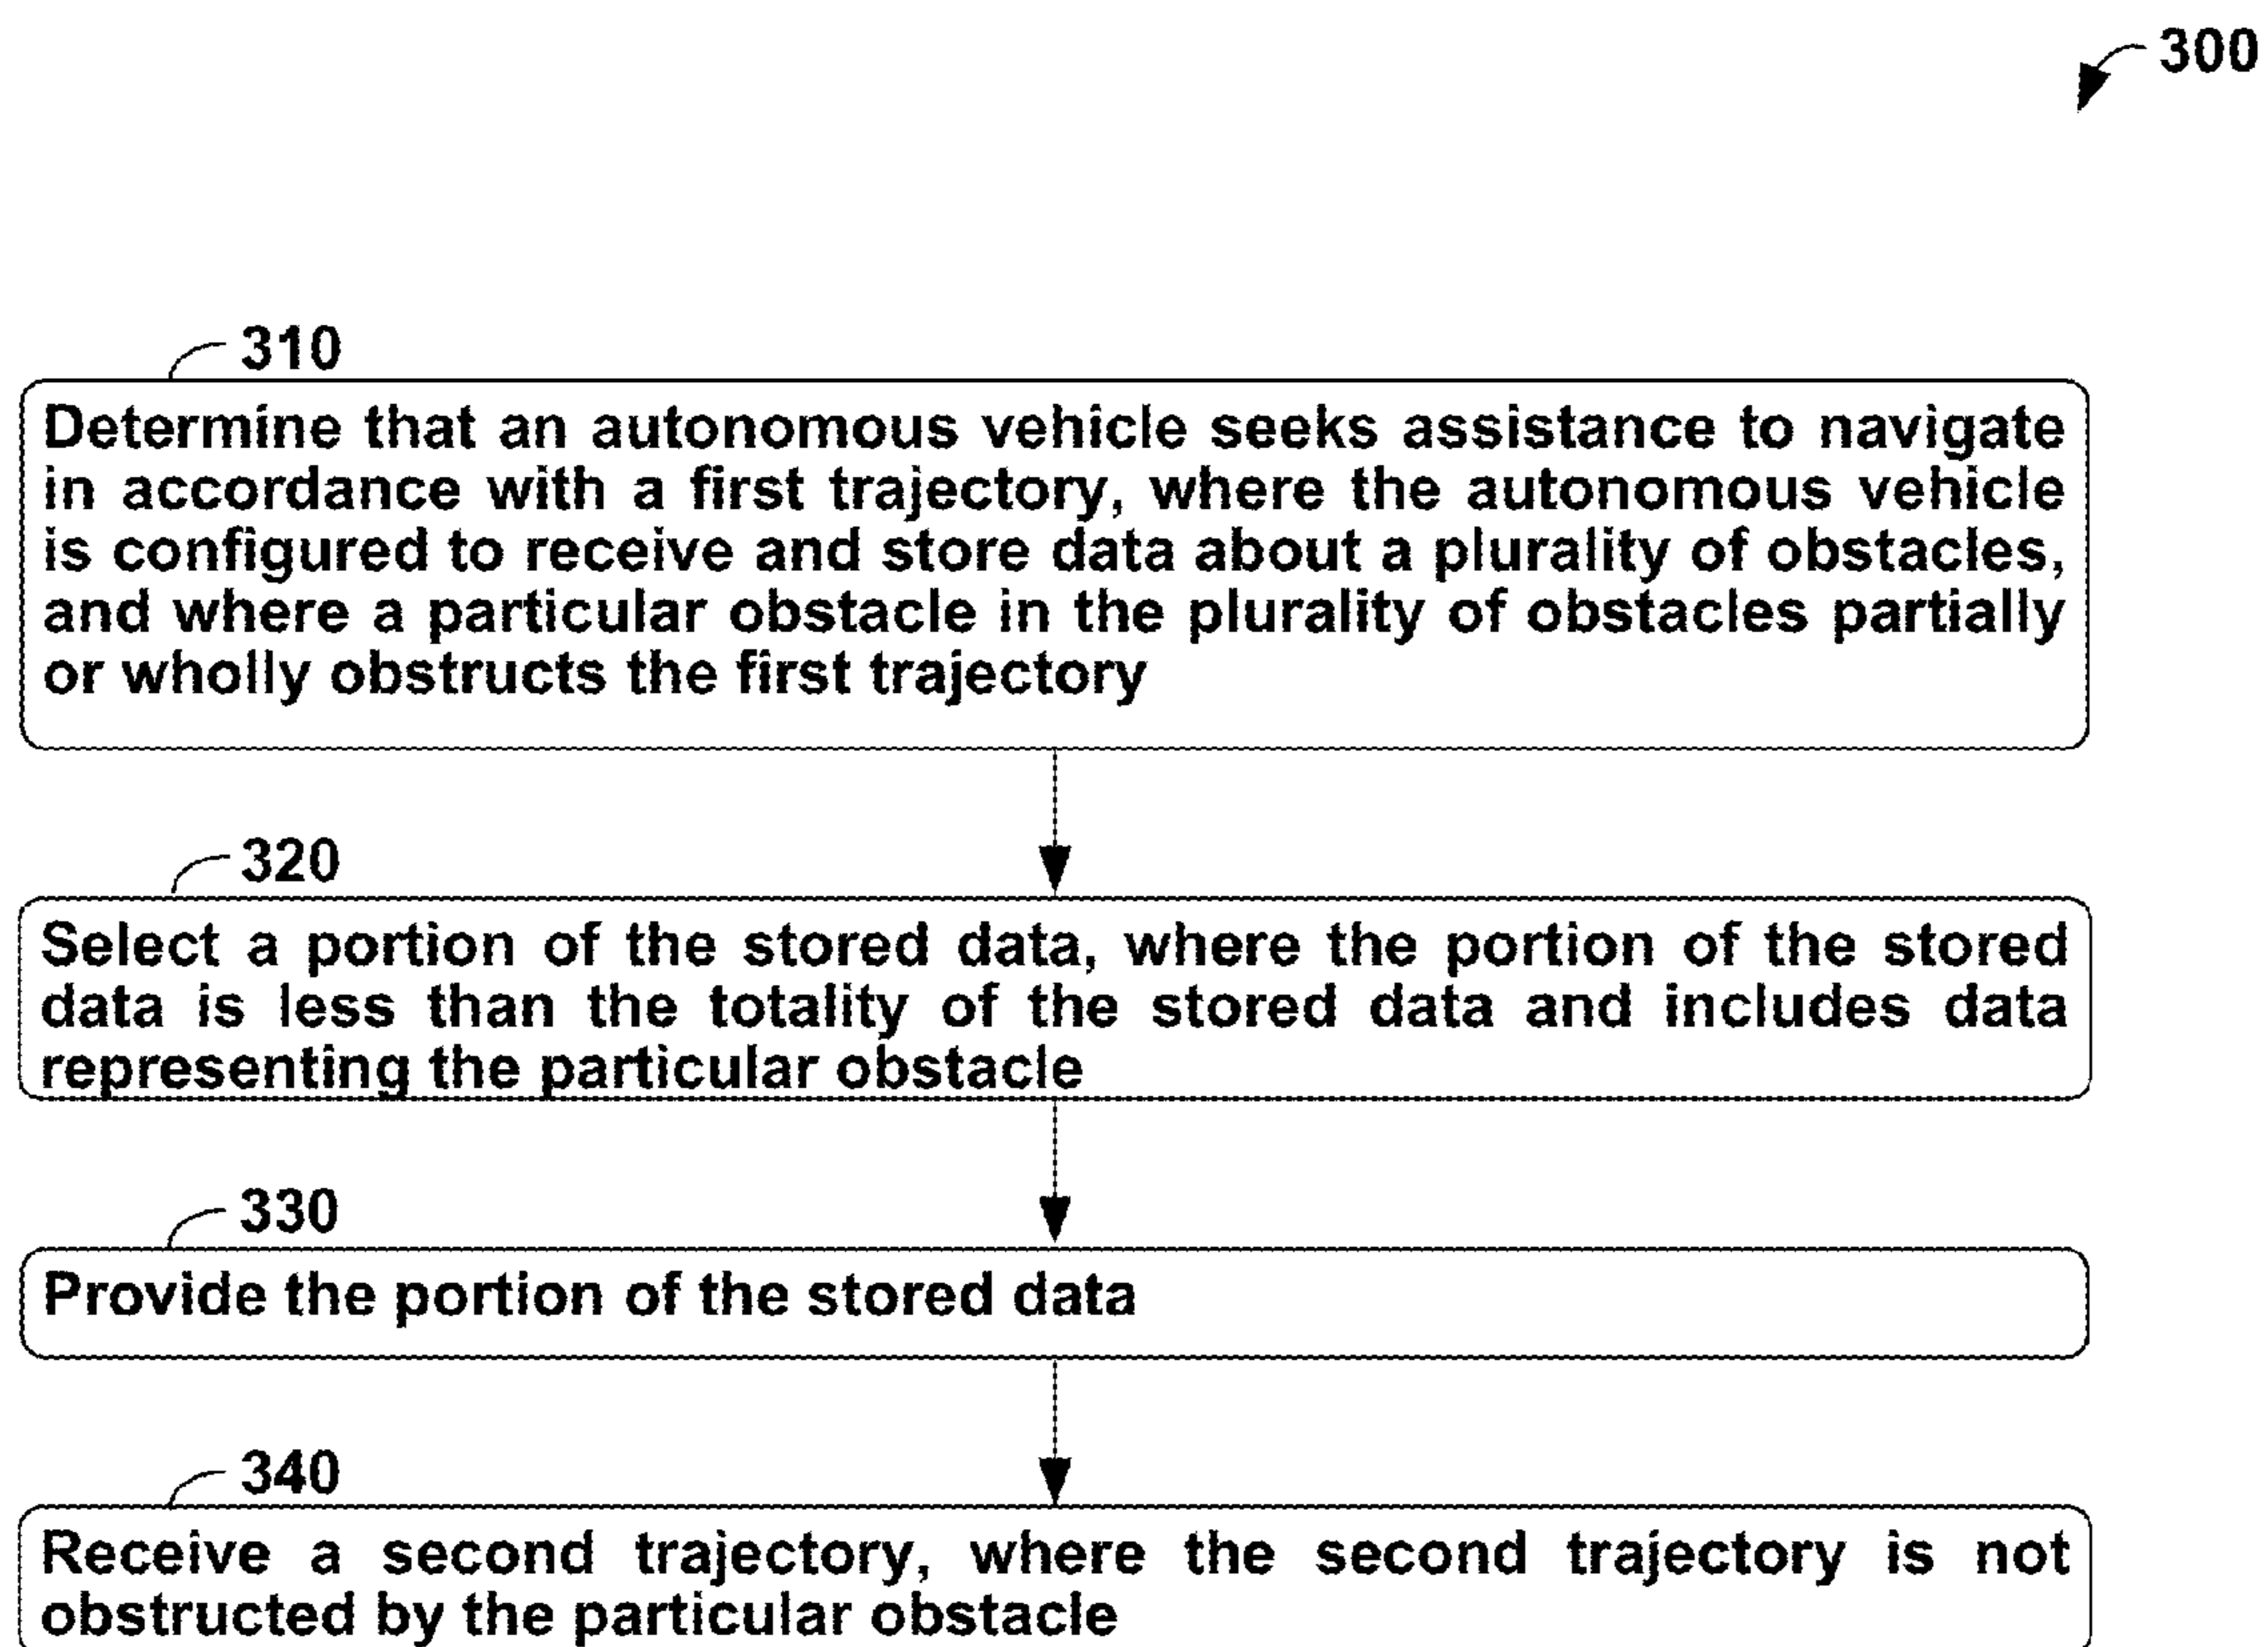 300
310
Determine that an autonomous vehicle seeks assistance to navigate
in accordance with a first trajectory, where the autonomous vehicle
is configured to receive and store data about a plurality of obstacles,
and where a particular obstacle in the plurality of obstacles partially
or wholly obstructs the first trajectory
320
Select a portion of the stored data, where the portion of the stored
data is less than the totality of the stored data and includes data
representing the particular obstacle
330
Provide the portion of the stored data
340
Receive a second trajectory, where the second trajectory is not
obstructed by the particular obstacle